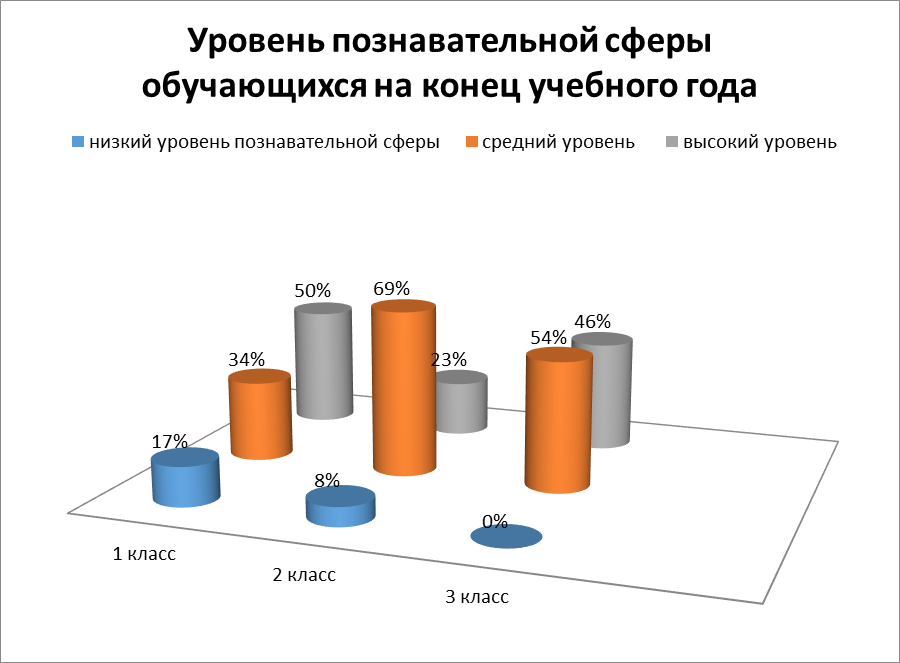 Уровень познавательной сферы
обучающихся на конец учебного года
низкий уровень познавательной сферы средний уровень высокий уровень
50% 69%
46%
54%
34% 23%
17%
8%
0%
1 класс
2 класс
3 класс